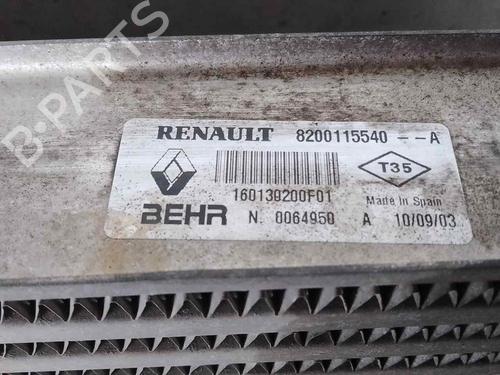 B-PARTS
RENAULT 8200115540 -- A
T35
160130200F01
Made In Spain
BEHR N. 0064950 A 10/09/03